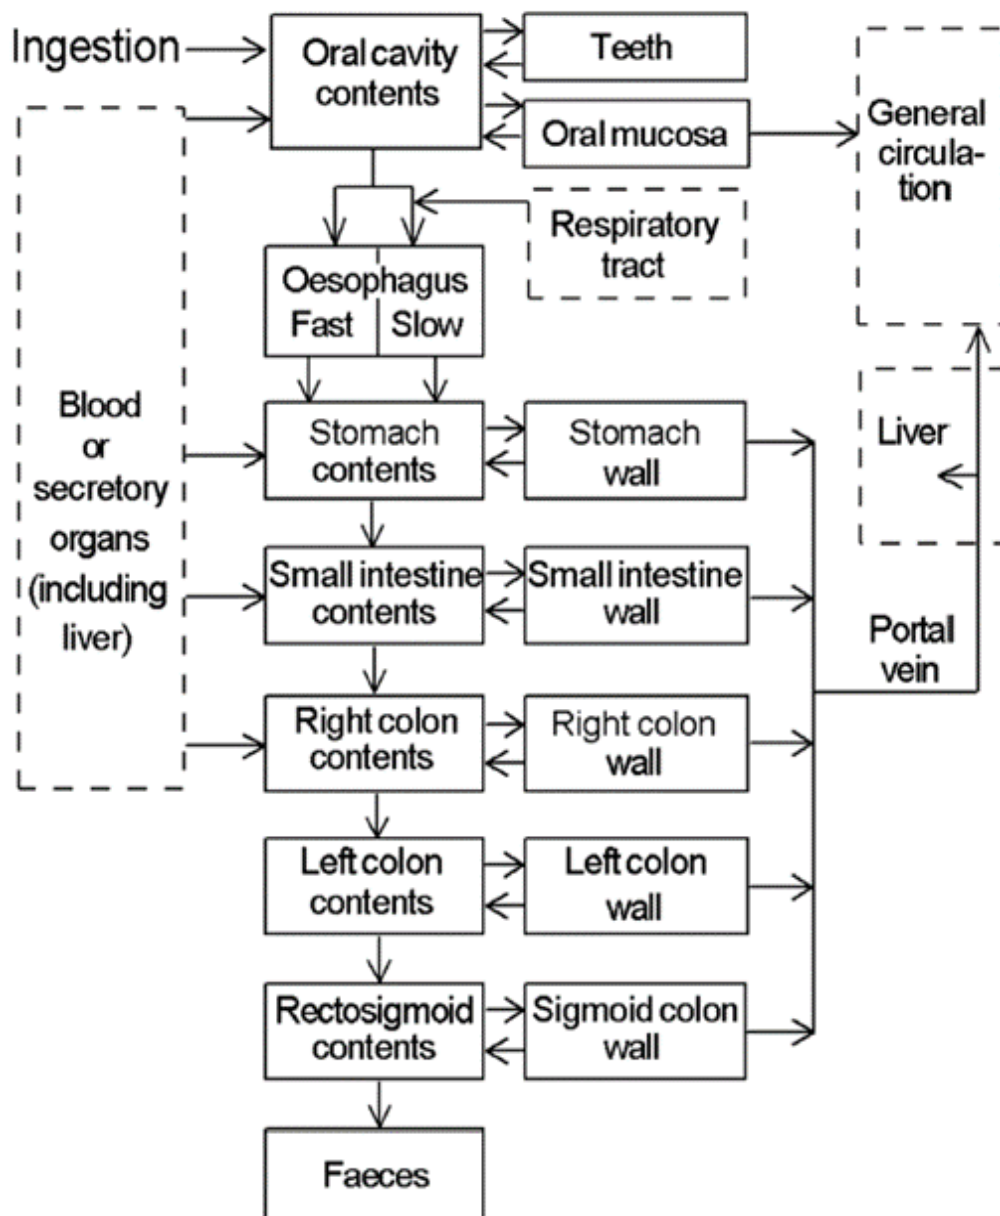 Ingestion
Oral cavity
contents
Teeth
Oral mucosa
General
circula-
tion
Respiratory
tract
Oesophagus
Fast
Slow
Blood
or
secretory
organs
(including
liver)
Stomach
contents
Stomach
wall
Liver
Small intestine
contents
Small intestine
wall
Portal
vein
Right colon
contents
Right colon
wall
Left colon
contents
Left colon
wall
Rectosigmoid
contents
Sigmoid colon
wall
Faeces